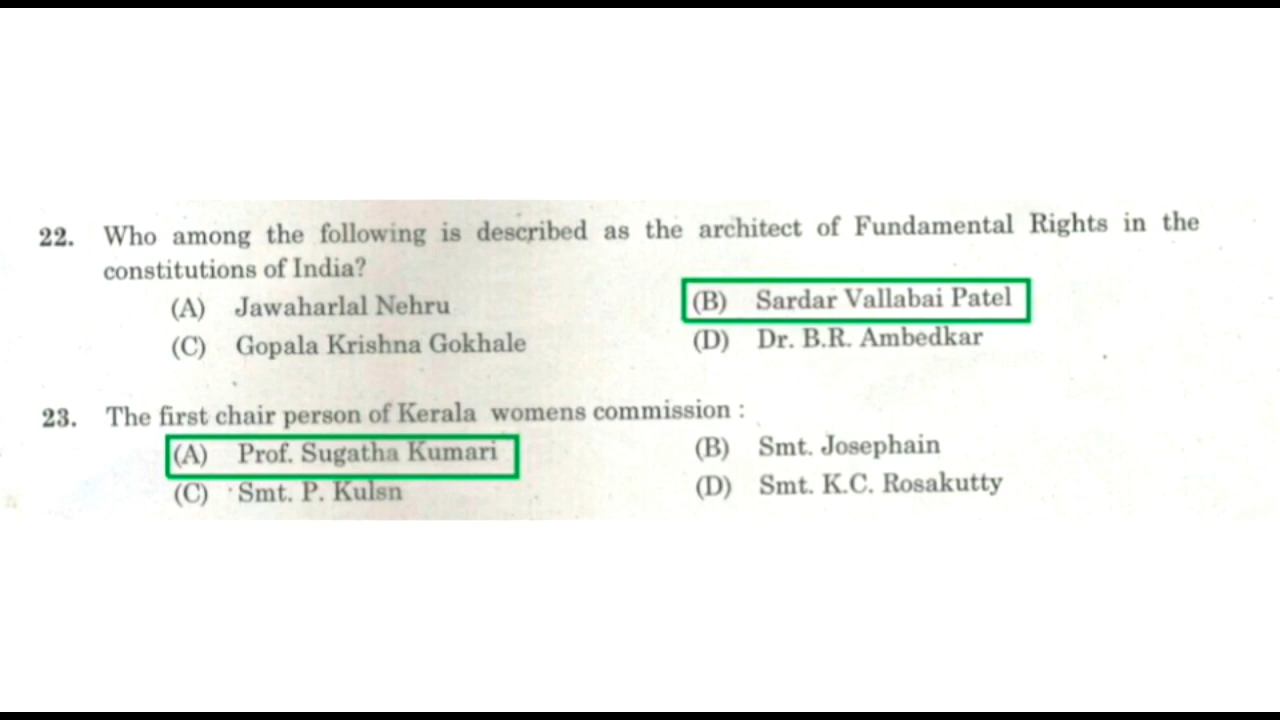 22. Who among the following is described as the architect of Fundamental Rights in the
constitutions of India?
(A) Jawaharlal Nehru (B) Sardar Vallabai Patel
(C) Gopala Krishna Gokhale (D) Dr. B.R. Ambedkar
23. The first chair person of Kerala womens commission :
(A) Prof. Sugatha Kumari (B) Smt. Josephain
(C) Smt. P. Kulsn (D) Smt. K.C. Rosakutty